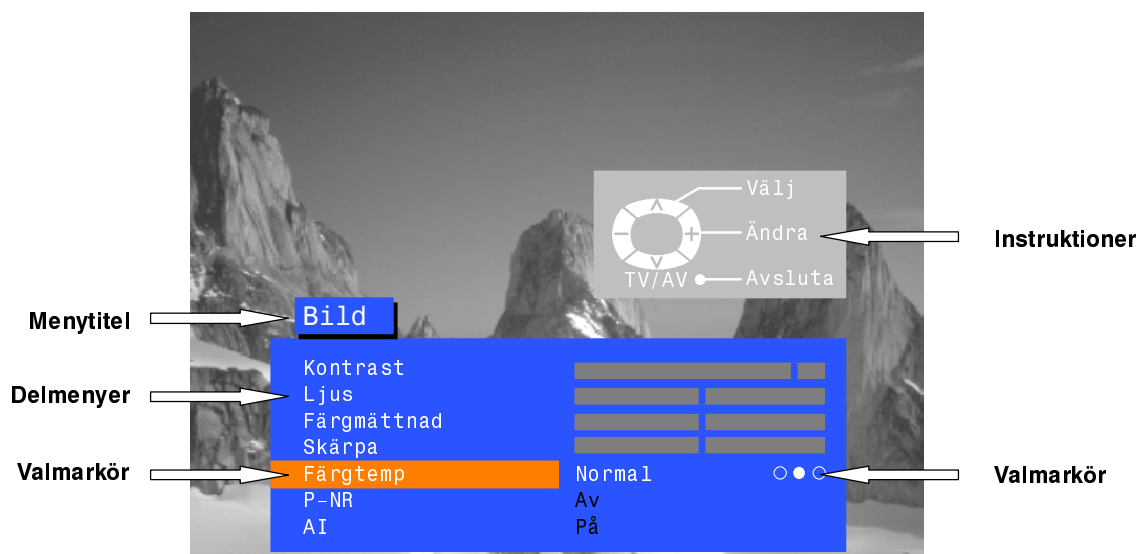 Välj
Ändra
TV/AV Avsluta
Instruktioner
Menytitel
Bild
Delmenyer
Kontrast
Ljus
Färgmättnad
Skärpa
Valmarkör
Färgtemp Normal
Valmarkör
P-NR Av
AI På